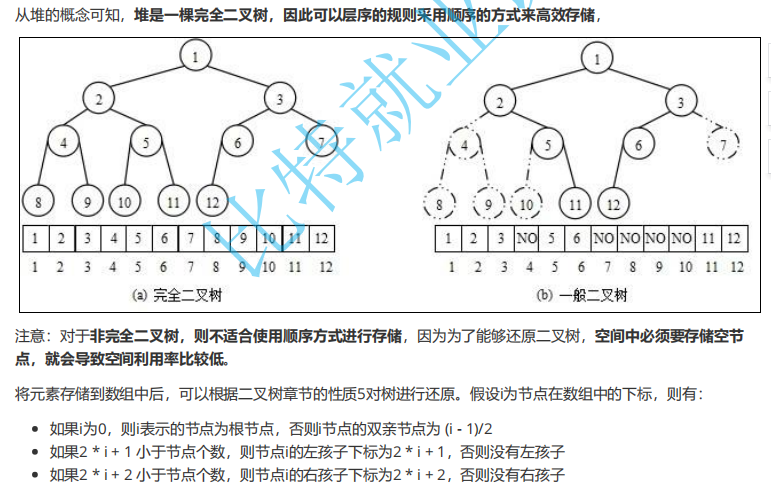 从堆的概念可知，堆是一棵完全二叉树，因此可以层序的规则采用顺序的方式来高效存储，
1 1
2 3 2 3
4 5 6 7 4 5 6 7
8 9 10 11 12 8 9 10 11 12
1 2 3 4 5 6 7 8 9 10 11 12 1 2 3 NO 5 6 NO NO NO NO 11 12
1 2 3 4 5 6 7 8 9 10 11 12 1 2 3 4 5 6 7 8 9 10 11 12
(a) 完全二叉树 (b) 一般二叉树
比特就业
注意：对于非完全二叉树，则不适合使用顺序方式进行存储，因为为了能够还原二叉树，空间中必须要存储空节
点，就会导致空间利用率比较低。
将元素存储到数组中后，可以根据二叉树章节的性质5对树进行还原。假设i为节点在数组中的下标，则有：
如果i为0，则i表示的节点为根节点，否则i节点的双亲节点为 (i - 1)/2
如果2 * i + 1 小于节点个数，则节点i的左孩子下标为2 * i + 1，否则没有左孩子
如果2 * i + 2 小于节点个数，则节点i的右孩子下标为2 * i + 2，否则没有右孩子